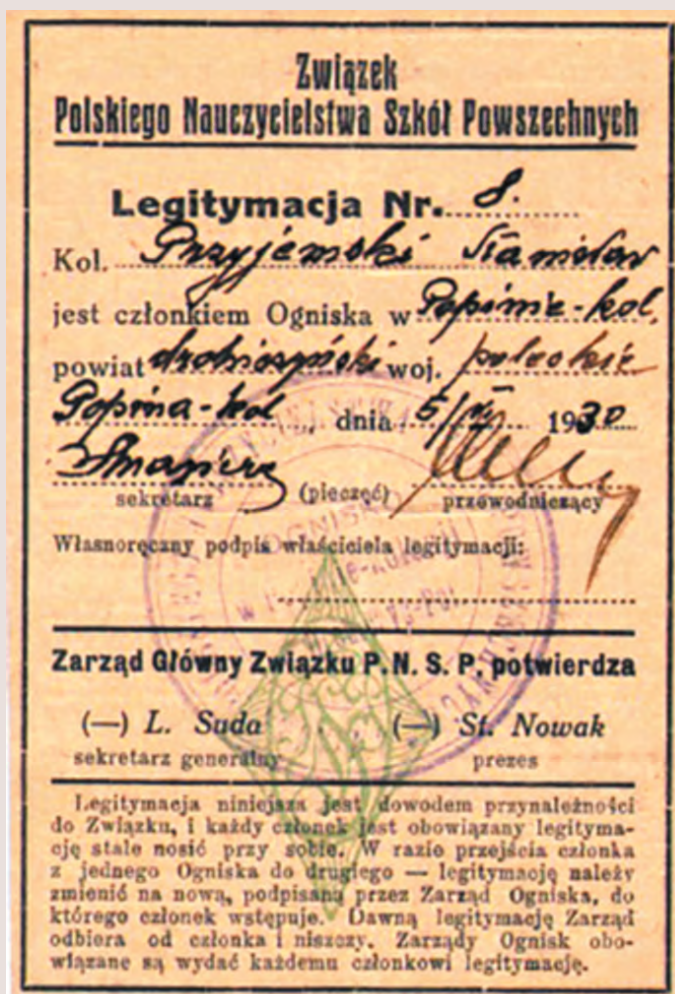 Związek
Polskiego Nauczycielstwa Szkół Powszechnych
Legitymacja Nr. 8.
Kol. Przyjemski Stanisław
jest członkiem Ogniska w Popinie-kol.
powiat drohiczyński woj. poleskie
Popina-kol, dnia 5/ 1930
sekretarz (pieczęć) przewodniczący
Własnoręczny podpis właściciela legitymacji:
Zarząd Główny Związku P. N. S. P. potwierdza
(—) L. Suda (—) St. Nowak
sekretarz generalny prezes
Legitymacja niniejsza jest dowodem przynależności
do Związku, i każdy członek jest obowiązany legityma-
cję stale nosić przy sobie. W razie przejścia członka
z jednego Ogniska do drugiego — legitymację należy
zmienić na nową, podpisaną przez Zarząd Ogniska, do
którego członek wstępuje. Dawną legitymację Zarząd
odbiera od członka i niszczy. Zarządy Ognisk obo-
wiązane są wydać każdemu członkowi legitymację.
OGNISKO